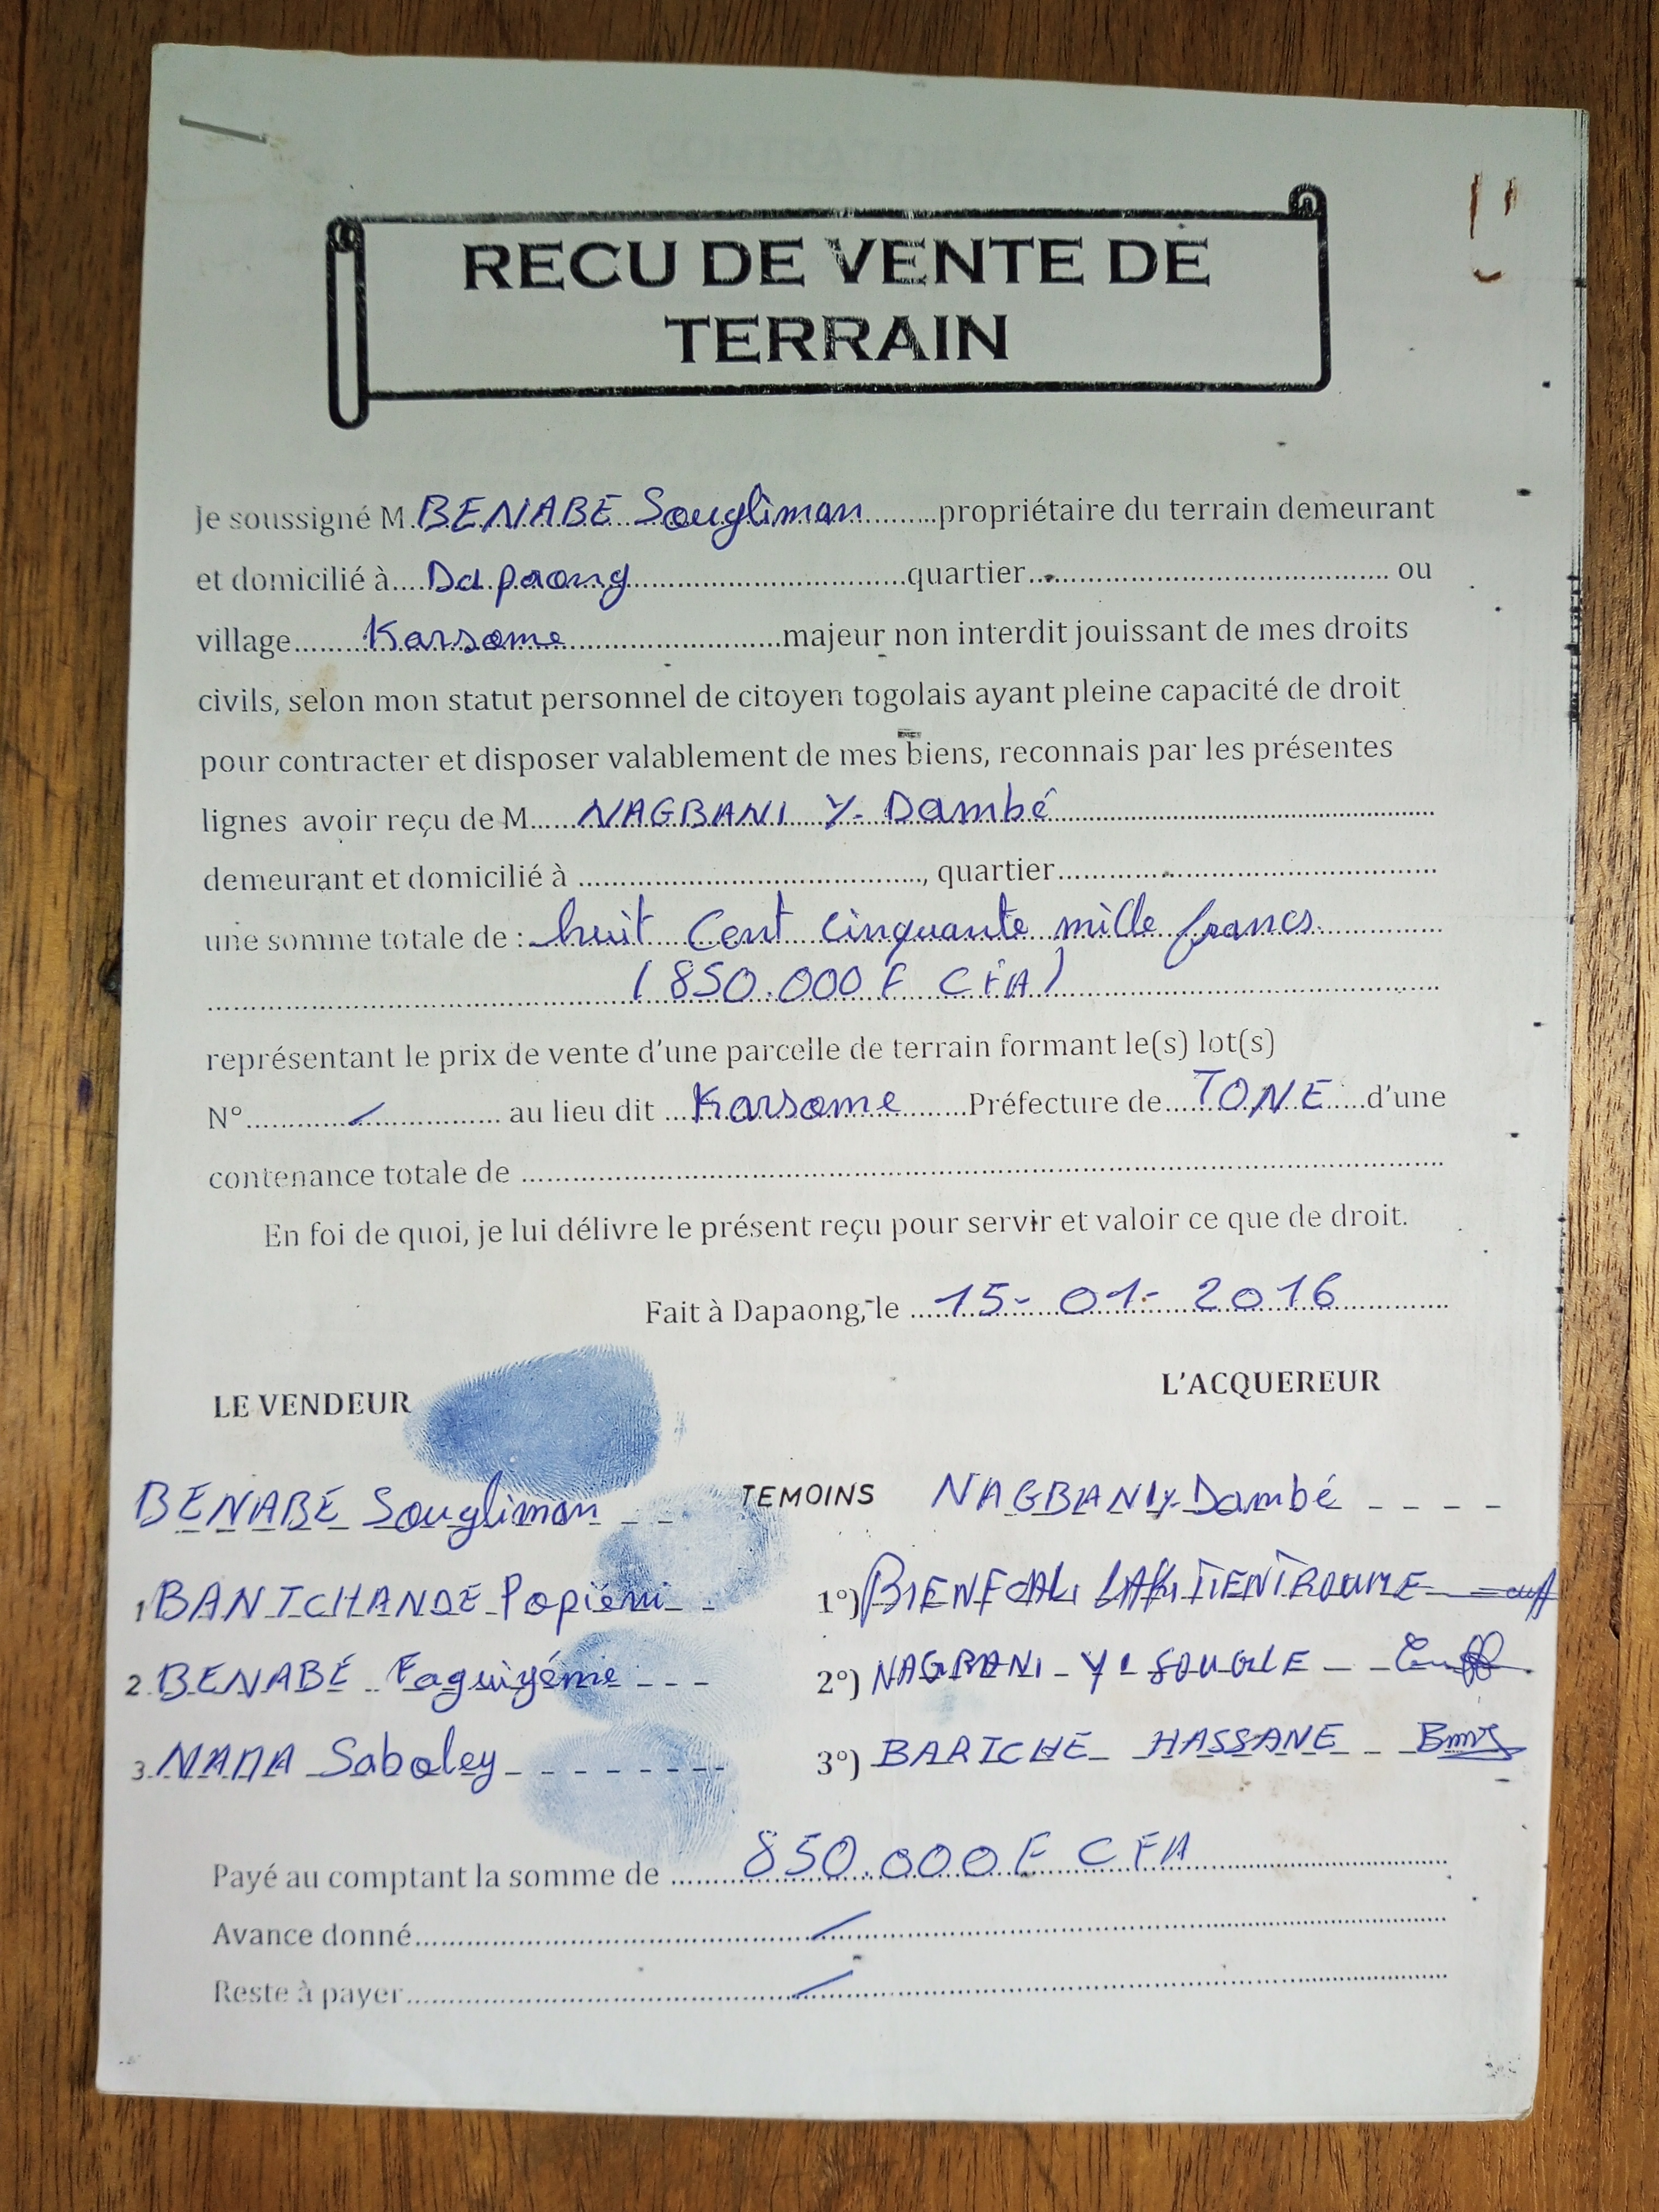 RECU DE VENTE DE
TERRAIN
Je soussigné M. BENABE Sougliman propriétaire du terrain demeurant
et domicilié à Dapaong quartier ou
village Karsome majeur non interdit jouissant de mes droits
civils, selon mon statut personnel de citoyen togolais ayant pleine capacité de droit
pour contracter et disposer valablement de mes biens, reconnais par les présentes
lignes avoir reçu de M NAGBANI Y. Dambé
demeurant et domicilié à , quartier
une somme totale de : huit Cent Cinquante mille francs
(850.000 F CFA)
représentant le prix de vente d'une parcelle de terrain formant le(s) lot(s)
N° / au lieu dit Karsome Préfecture de TONE d'une
contenance totale de
En foi de quoi, je lui délivre le présent reçu pour servir et valoir ce que de droit.
Fait à Dapaong, le 15-01-2016
LE VENDEUR L'ACQUEREUR
BENABE Sougliman TEMOINS NAGBANI Y. Dambé
1 BANTCHANDE Popiéni 1°)
2. BENABE Faguiyéme 2°) NAGBANI Y. SOUGLE
3. NANA Saboley 3°) BARICHE HASSANE
Payé au comptant la somme de 850.000 F CFA
Avance donné /
Reste à payer /